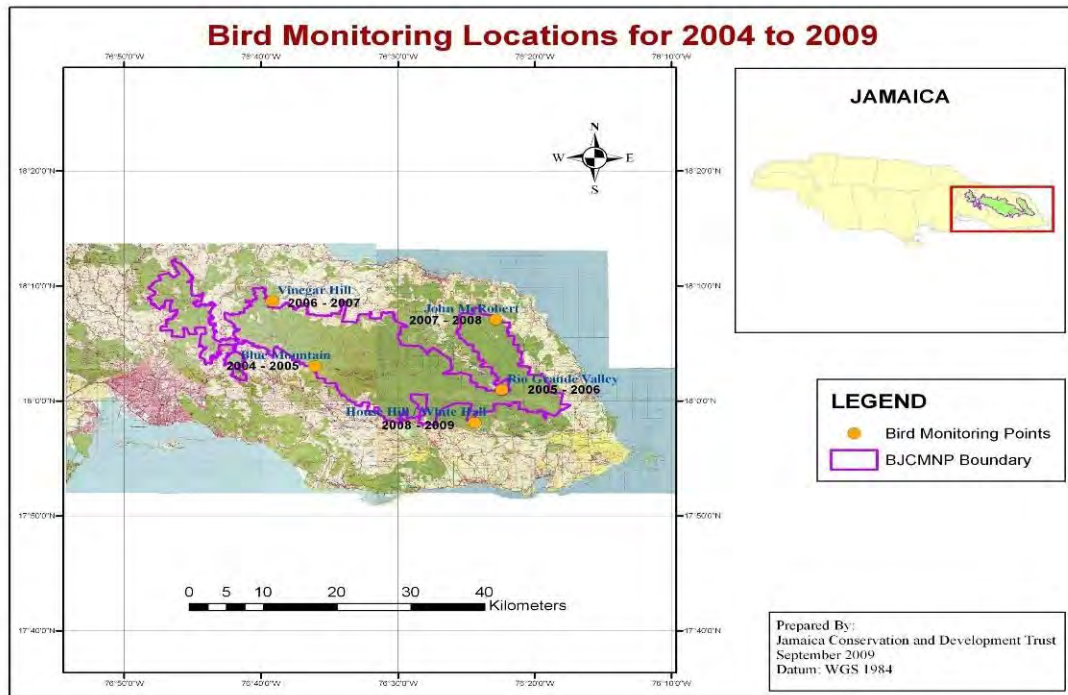 Bird Monitoring Locations for 2004 to 2009
76°50'0"W 76°40'0"W 76°30'0"W 76°20'0"W 76°10'0"W
N
W E
S
18°20'0"N 18°20'0"N
18°10'0"N 18°10'0"N
Vinegar Hill
2006 - 2007
John McRobert
2007 - 2008
Blue Mountain
2004 - 2005
Rio Grande Valley
2005 - 2006
18°0'0"N 18°0'0"N
House Hill / White Hall
2008 - 2009
17°50'0"N 17°50'0"N
0 5 10 20 30 40
Kilometers
17°40'0"N 17°40'0"N
76°50'0"W 76°40'0"W 76°30'0"W 76°20'0"W 76°10'0"W
JAMAICA
LEGEND
Bird Monitoring Points
BJCMNP Boundary
Prepared By:
Jamaica Conservation and Development Trust
September 2009
Datum: WGS 1984